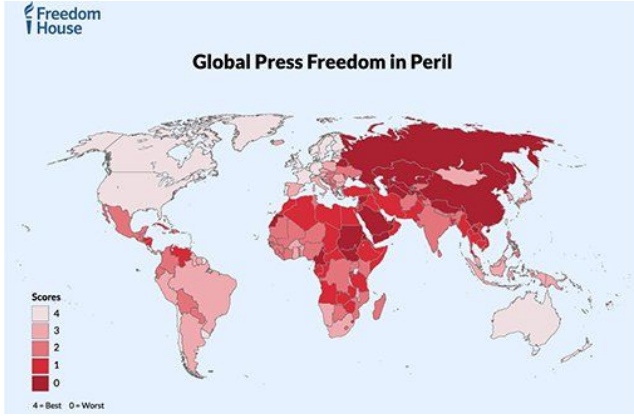 Freedom
House
Global Press Freedom in Peril
Scores
4
3
2
1
0
4 = Best 0 = Worst